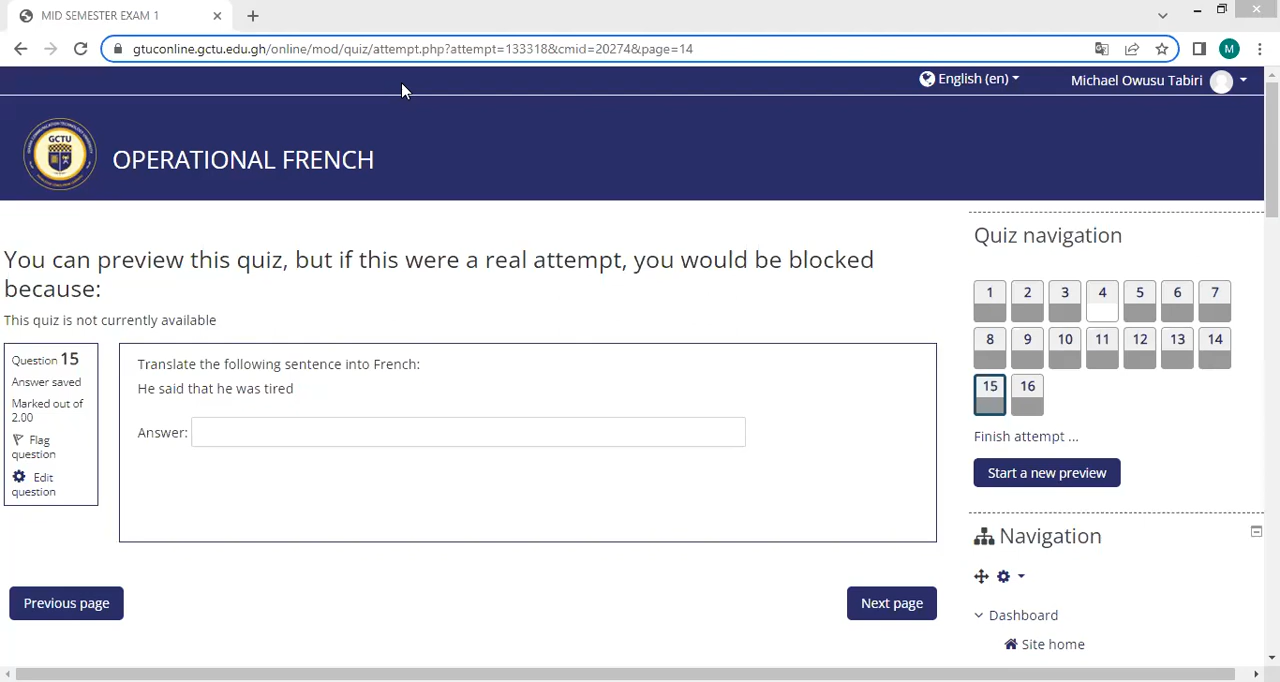 MID SEMESTER EXAM 1
gtuconline.gctu.edu.gh/online/mod/quiz/attempt.php?attempt=133318&cmid=20274&page=14
M
English (en)
Michael Owusu Tabiri
GCTU
OPERATIONAL FRENCH
You can preview this quiz, but if this were a real attempt, you would be blocked
because:
This quiz is not currently available
Question 15
Answer saved
Marked out of
2.00
Flag
question
Edit
question
Translate the following sentence into French:
He said that he was tired
Answer:
Previous page
Next page
Quiz navigation
1 2 3 4 5 6 7
8 9 10 11 12 13 14
15 16
Finish attempt ...
Start a new preview
Navigation
Dashboard
Site home